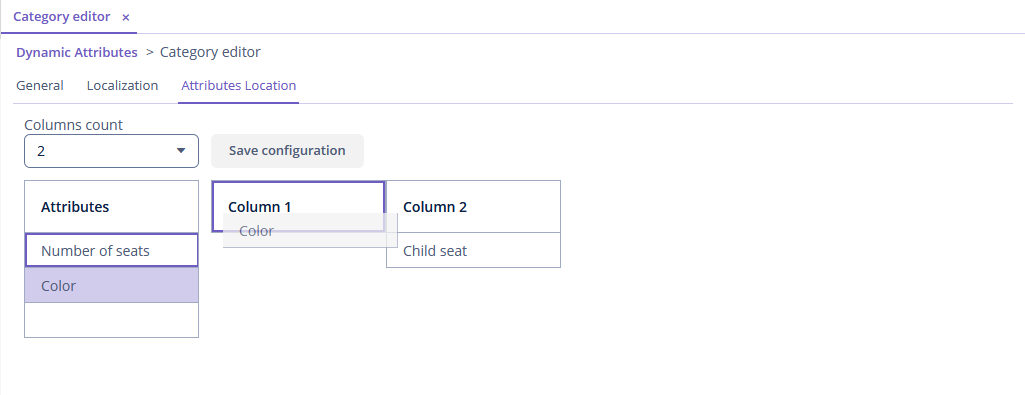 Category editor ×
Dynamic Attributes > Category editor
General Localization Attributes Location
Columns count
2 Save configuration
Attributes Column 1 Column 2
Color
Number of seats Child seat
Color